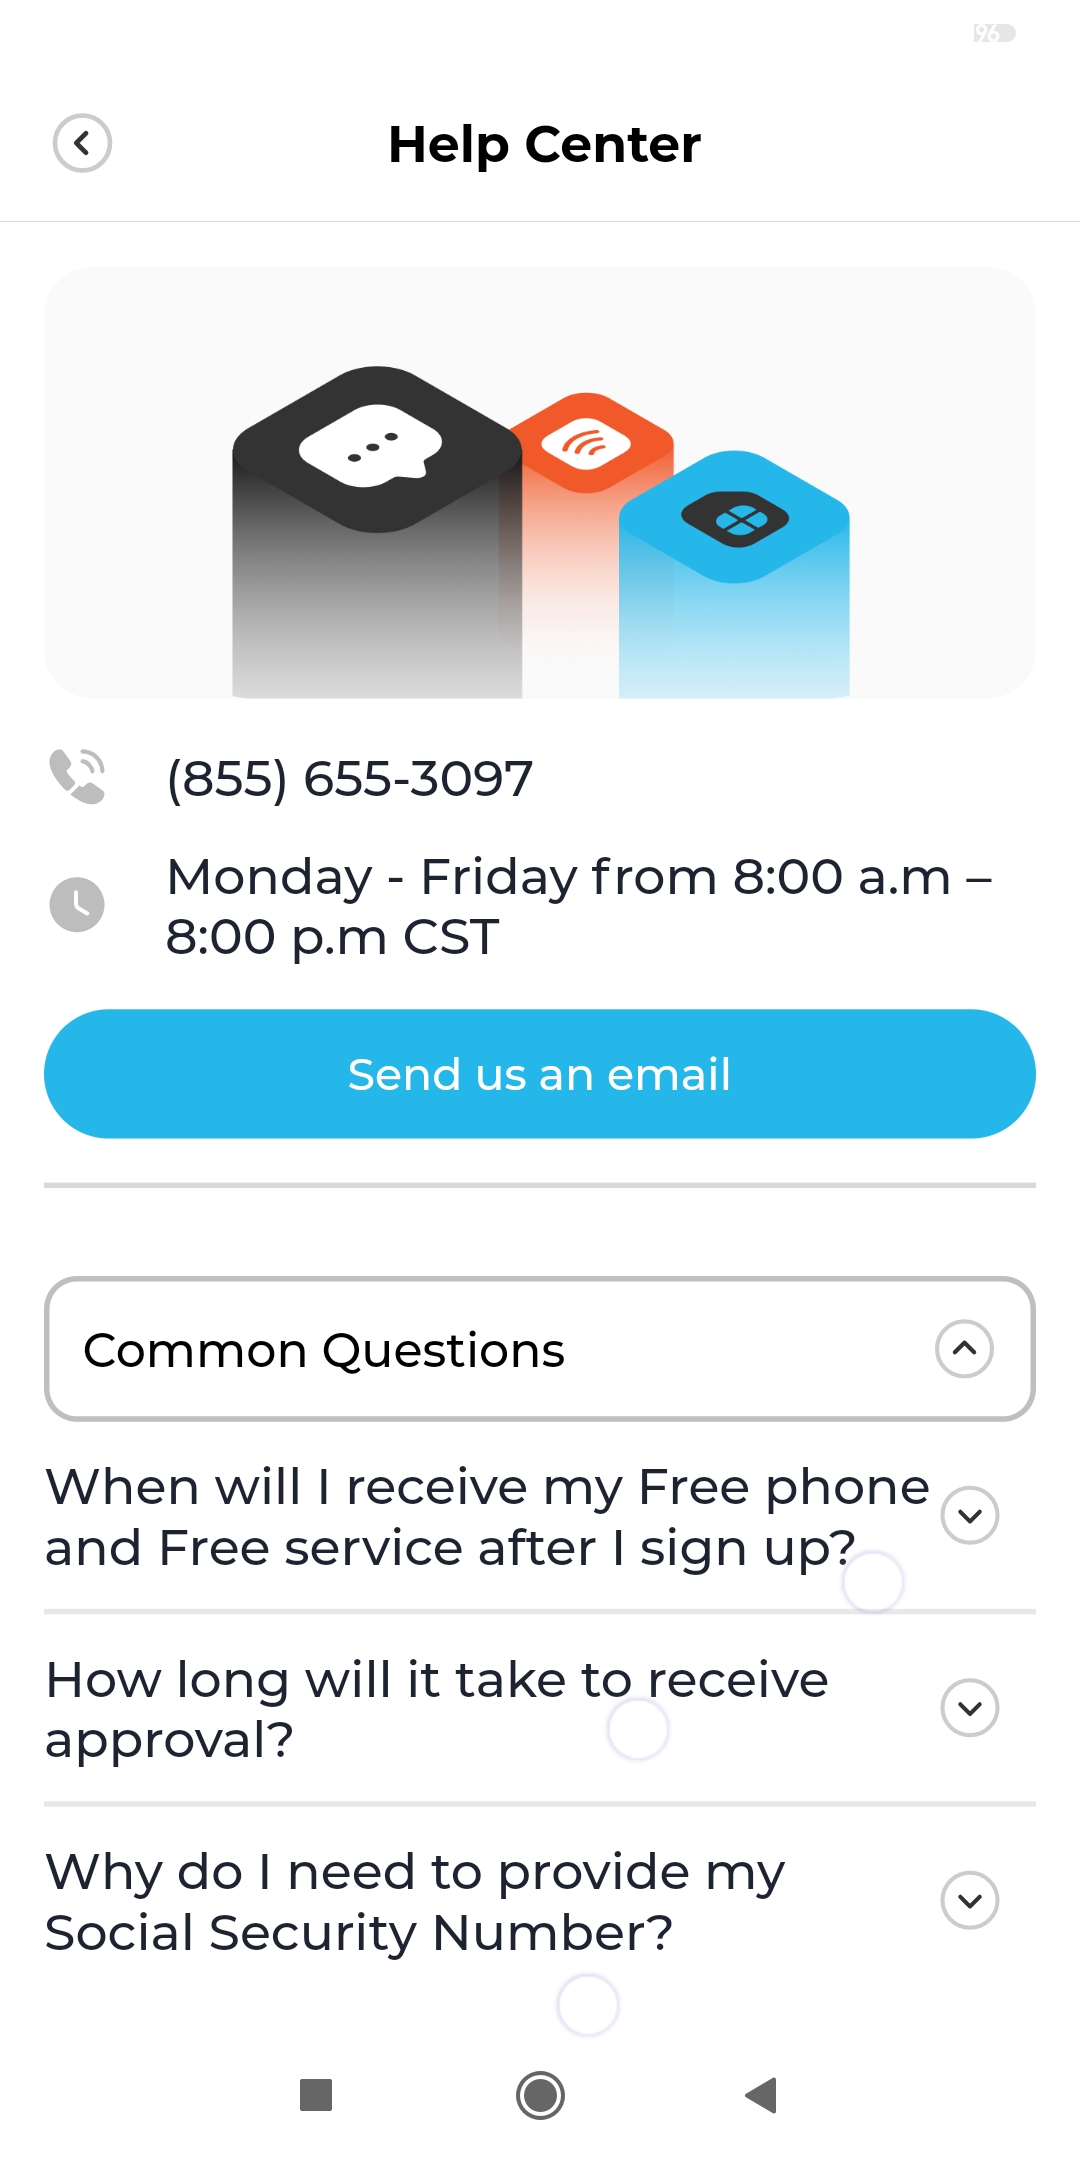 96
Help Center
(855) 655-3097
Monday - Friday from 8:00 a.m –
8:00 p.m CST
Send us an email
Common Questions
When will I receive my Free phone
and Free service after I sign up?
How long will it take to receive
approval?
Why do I need to provide my
Social Security Number?